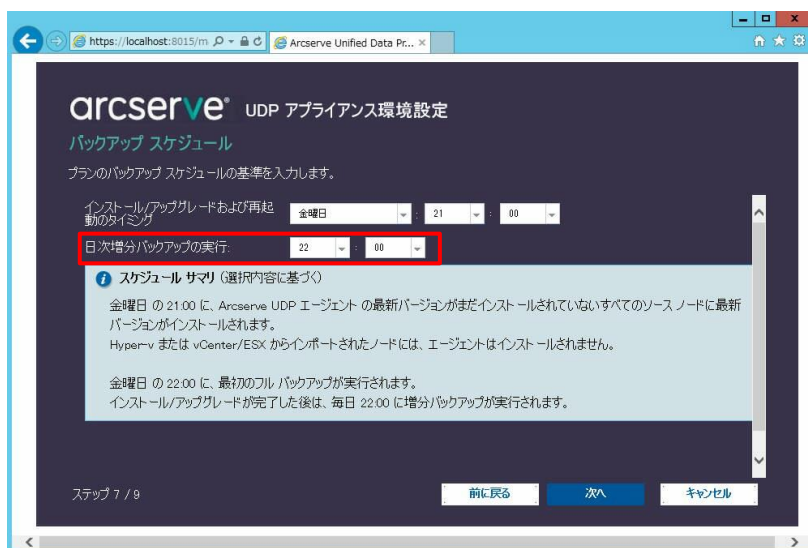 https://localhost:8015/m
Arcserve Unified Data Pr...
arcserve® UDP アプライアンス環境設定
バックアップ スケジュール
プランのバックアップ スケジュールの基準を入力します。
インストール/アップグレードおよび再起
動のタイミング
金曜日 : 21 : 00
日次増分バックアップの実行: 22 : 00
スケジュール サマリ (選択内容に基づく)
金曜日 の 21:00 に、Arcserve UDP エージェント の最新バージョンがまだインストールされていないすべてのソース ノードに最新
バージョンがインストールされます。
Hyper-v または vCenter/ESX からインポートされたノードには、エージェントはインストールされません。
金曜日 の 22:00 に、最初のフル バックアップが実行されます。
インストール/アップグレードが完了した後は、毎日 22:00 に増分バックアップが実行されます。
ステップ 7 / 9
前に戻る
次へ
キャンセル